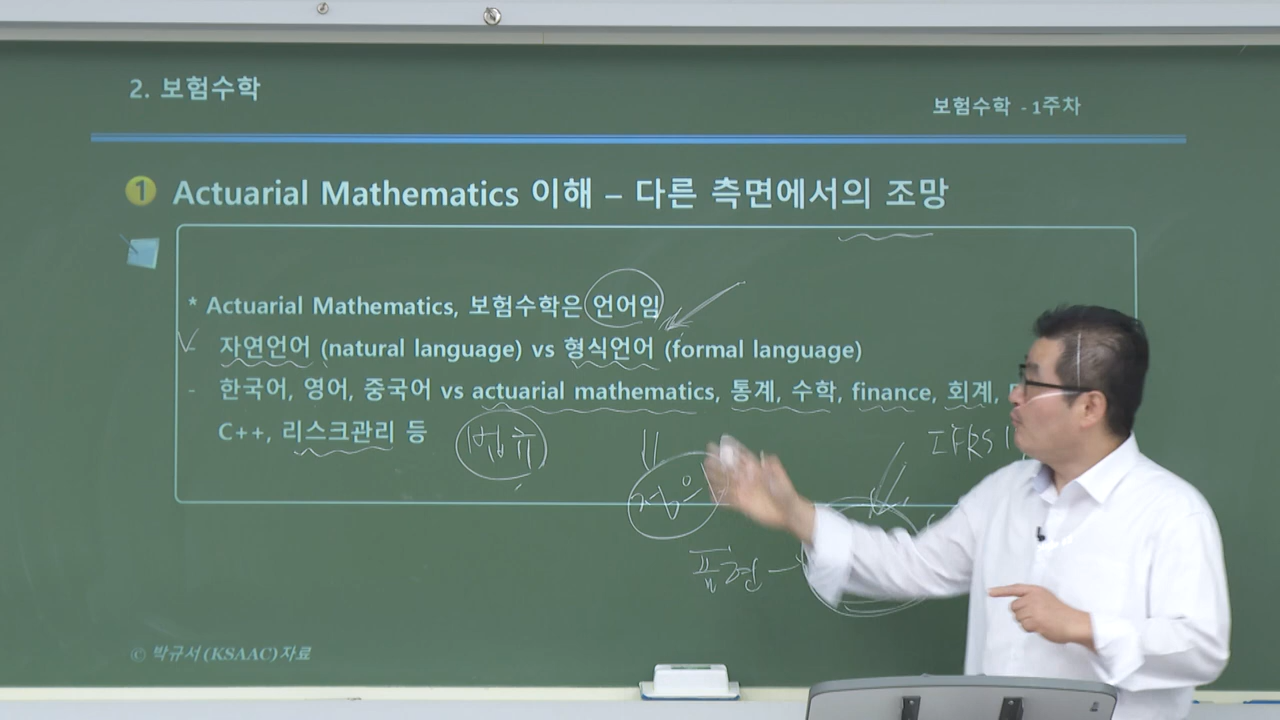 2. 보험수학
보험수학 - 1주차
1 Actuarial Mathematics 이해 – 다른 측면에서의 조망
* Actuarial Mathematics, 보험수학은 언어임
- 자연언어 (natural language) vs 형식언어 (formal language)
- 한국어, 영어, 중국어 vs actuarial mathematics, 통계, 수학, finance, 회계,
C++, 리스크관리 등
법규
IFRS 1
적용
표현
© 박규서(KSAAC)자료